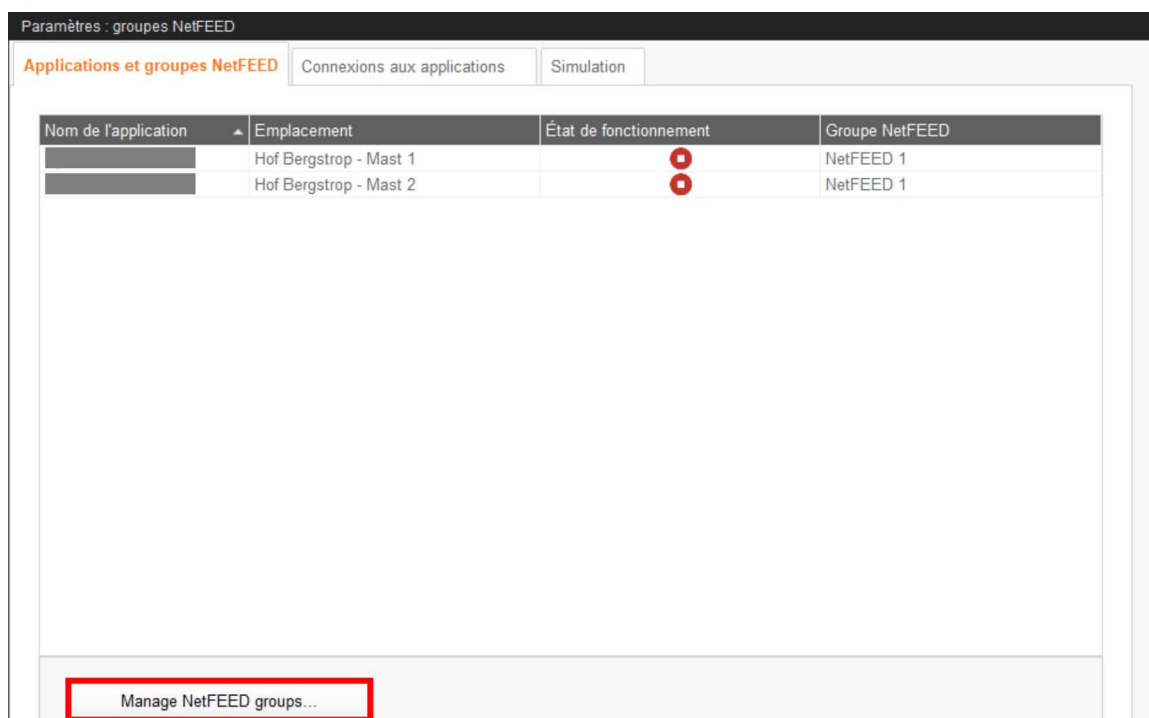 Paramètres : groupes NetFEED
Applications et groupes NetFEED Connexions aux applications Simulation
Nom de l'application Emplacement État de fonctionnement Groupe NetFEED
Hof Bergstrop - Mast 1 NetFEED 1
Hof Bergstrop - Mast 2 NetFEED 1
Manage NetFEED groups...